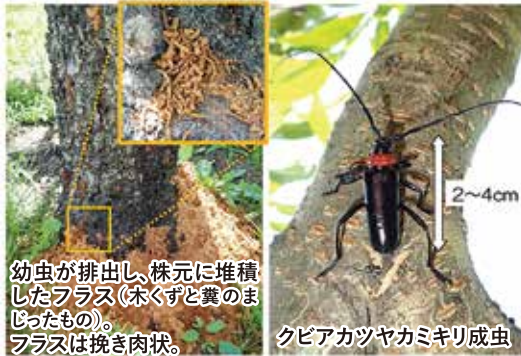 幼虫が排出し、株元に堆積
したフラス(木くずと糞のま
じったもの)。
フラスは挽き肉状。
2〜4cm
クビアカツヤカミキリ成虫